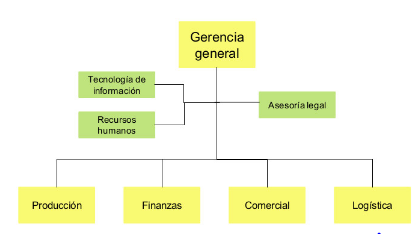 Gerencia
general
Tecnología de
información
Asesoría legal
Recursos
humanos
Producción
Finanzas
Comercial
Logística